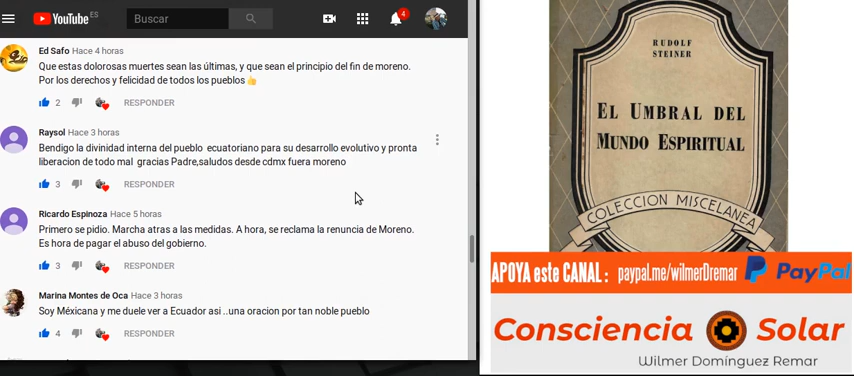 YouTube ES
Buscar
4
Ed Safo Hace 4 horas
Que estas dolorosas muertes sean las últimas, y que sean el principio del fin de moreno.
Por los derechos y felicidad de todos los pueblos 👍
2 RESPONDER
Raysol Hace 3 horas
Bendigo la divinidad interna del pueblo ecuatoriano para su desarrollo evolutivo y pronta
liberacion de todo mal gracias Padre,saludos desde cdmx fuera moreno
3 RESPONDER
Ricardo Espinoza Hace 5 horas
Primero se pidio. Marcha atras a las medidas. A hora, se reclama la renuncia de Moreno.
Es hora de pagar el abuso del gobierno.
3 RESPONDER
Marina Montes de Oca Hace 3 horas
Soy Méxicana y me duele ver a Ecuador asi ..una oracion por tan noble pueblo
4 RESPONDER
RUDOLF
STEINER
EL UMBRAL DEL
MUNDO ESPIRITUAL
COLECCION MISCELANEA
APOYA este CANAL : paypal.me/wilmerDremar PayPal
Consciencia Solar
Wilmer Domínguez Remar